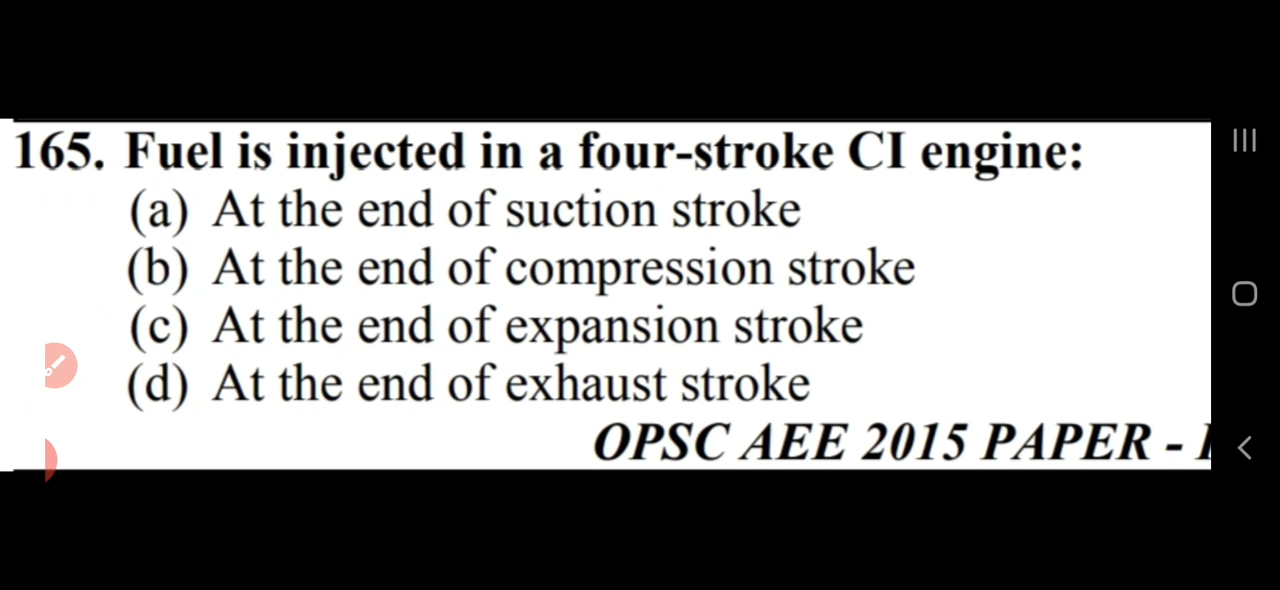 165. Fuel is injected in a four-stroke CI engine:
(a) At the end of suction stroke
(b) At the end of compression stroke
(c) At the end of expansion stroke
(d) At the end of exhaust stroke
OPSC AEE 2015 PAPER - I